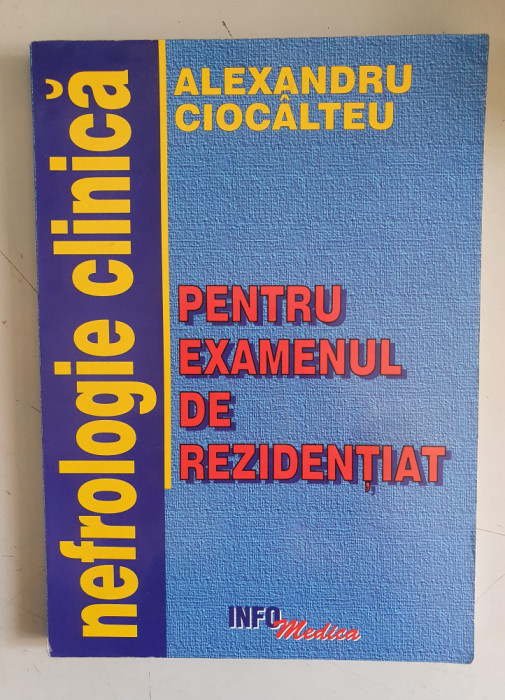 nefrologie clinică
ALEXANDRU
CIOCÂLTEU
PENTRU
EXAMENUL
DE
REZIDENȚIAT
INFO Medica